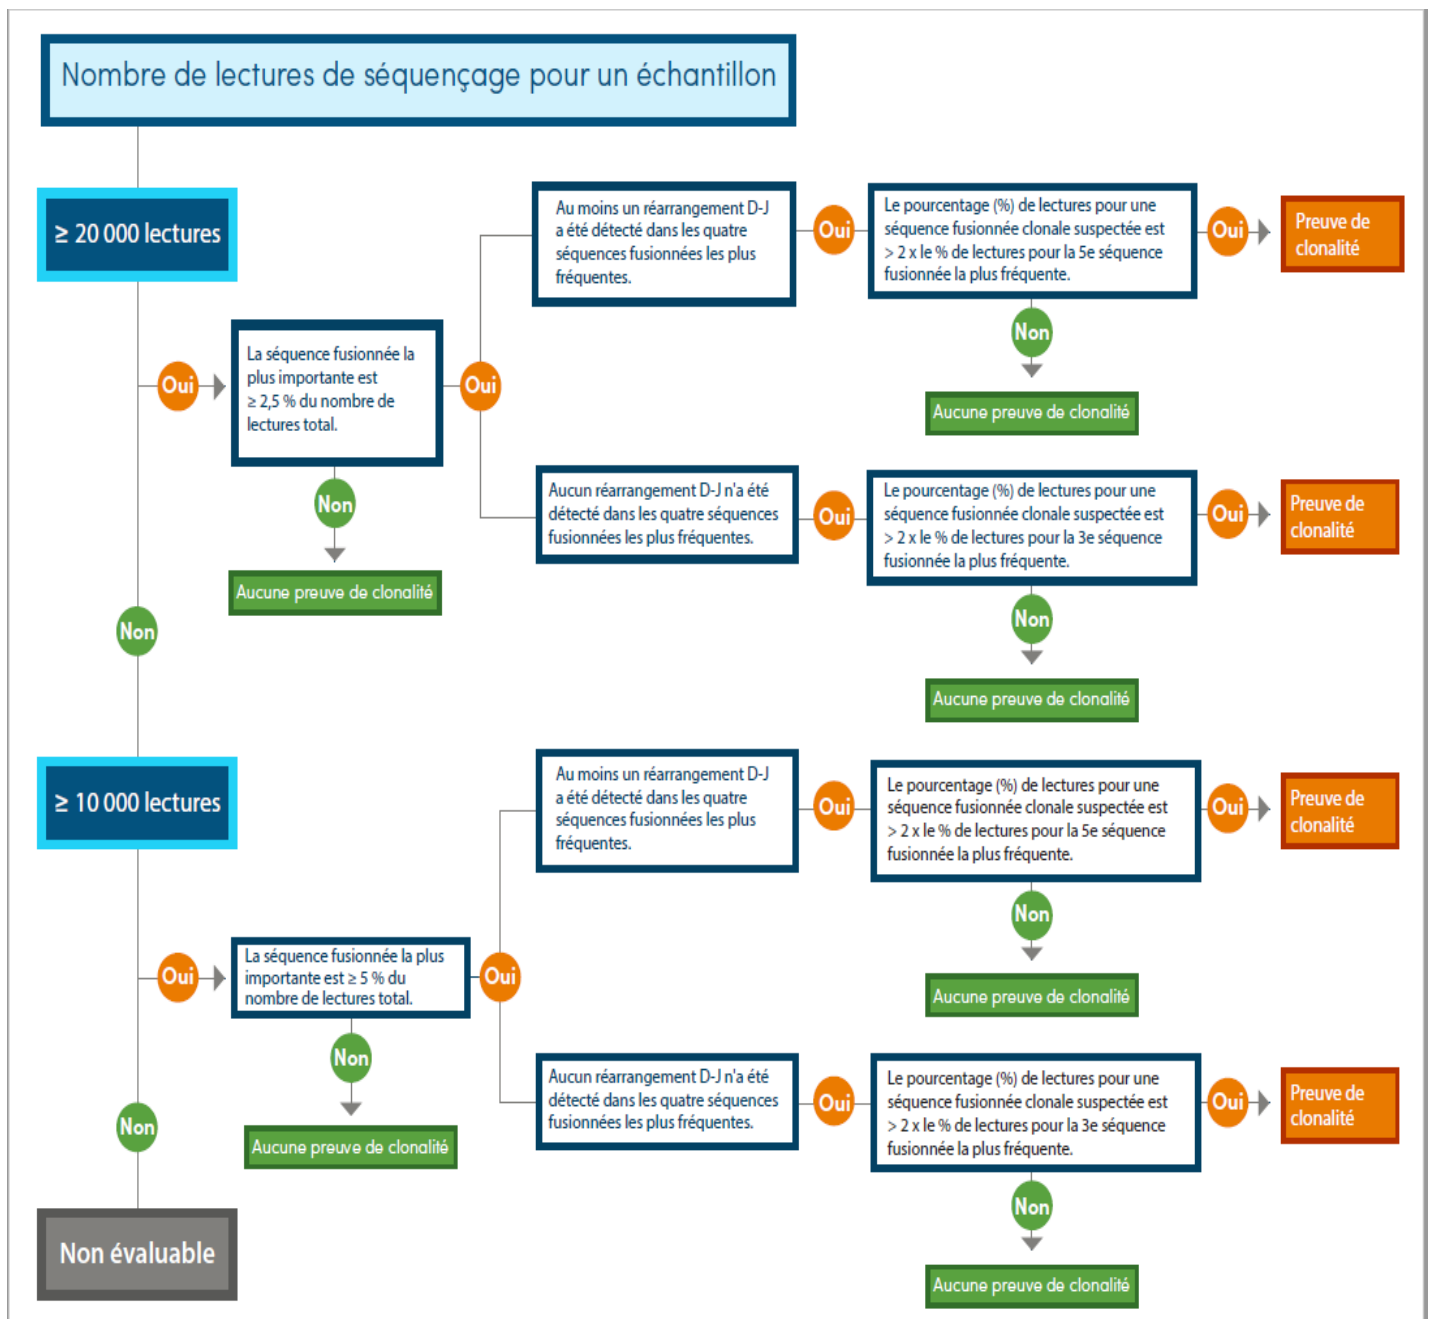 Nombre de lectures de séquençage pour un échantillon
≥ 20 000 lectures
Oui
La séquence fusionnée la
plus importante est
≥ 2,5 % du nombre de
lectures total.
Non
Aucune preuve de clonalité
Oui
Au moins un réarrangement D-J
a été détecté dans les quatre
séquences fusionnées les plus
fréquentes.
Oui
Le pourcentage (%) de lectures pour une
séquence fusionnée clonale suspectée est
> 2 x le % de lectures pour la 5e séquence
fusionnée la plus fréquente.
Oui
Preuve de
clonalité
Non
Aucune preuve de clonalité
Aucun réarrangement D-J n'a été
détecté dans les quatre séquences
fusionnées les plus fréquentes.
Oui
Le pourcentage (%) de lectures pour une
séquence fusionnée clonale suspectée est
> 2 x le % de lectures pour la 3e séquence
fusionnée la plus fréquente.
Oui
Preuve de
clonalité
Non
Aucune preuve de clonalité
Non
≥ 10 000 lectures
Oui
La séquence fusionnée la plus
importante est ≥ 5 % du
nombre de lectures total.
Non
Aucune preuve de clonalité
Oui
Au moins un réarrangement D-J
a été détecté dans les quatre
séquences fusionnées les plus
fréquentes.
Oui
Le pourcentage (%) de lectures pour une
séquence fusionnée clonale suspectée est
> 2 x le % de lectures pour la 5e séquence
fusionnée la plus fréquente.
Oui
Preuve de
clonalité
Non
Aucune preuve de clonalité
Aucun réarrangement D-J n'a été
détecté dans les quatre séquences
fusionnées les plus fréquentes.
Oui
Le pourcentage (%) de lectures pour une
séquence fusionnée clonale suspectée est
> 2 x le % de lectures pour la 3e séquence
fusionnée la plus fréquente.
Oui
Preuve de
clonalité
Non
Aucune preuve de clonalité
Non
Non évaluable